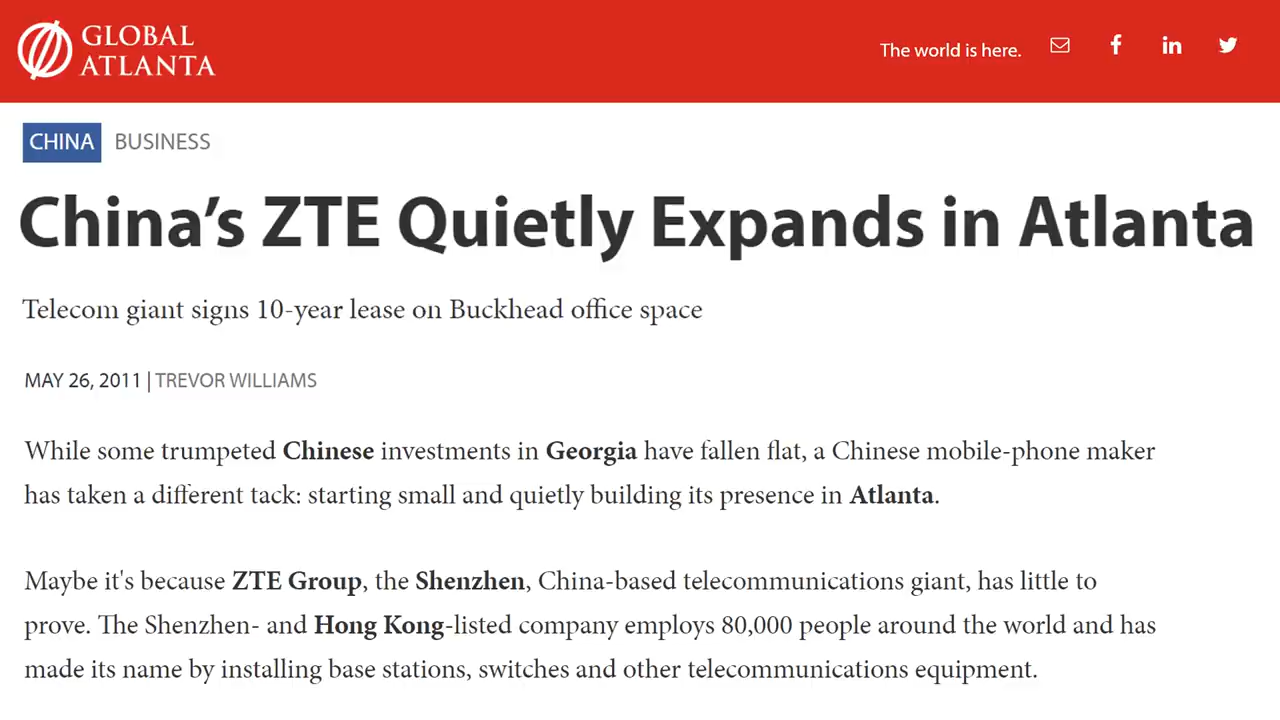 GLOBAL
ATLANTA
The world is here.
CHINA BUSINESS
China’s ZTE Quietly Expands in Atlanta
Telecom giant signs 10-year lease on Buckhead office space
MAY 26, 2011 | TREVOR WILLIAMS
While some trumpeted Chinese investments in Georgia have fallen flat, a Chinese mobile-phone maker
has taken a different tack: starting small and quietly building its presence in Atlanta.
Maybe it's because ZTE Group, the Shenzhen, China-based telecommunications giant, has little to
prove. The Shenzhen- and Hong Kong-listed company employs 80,000 people around the world and has
made its name by installing base stations, switches and other telecommunications equipment.